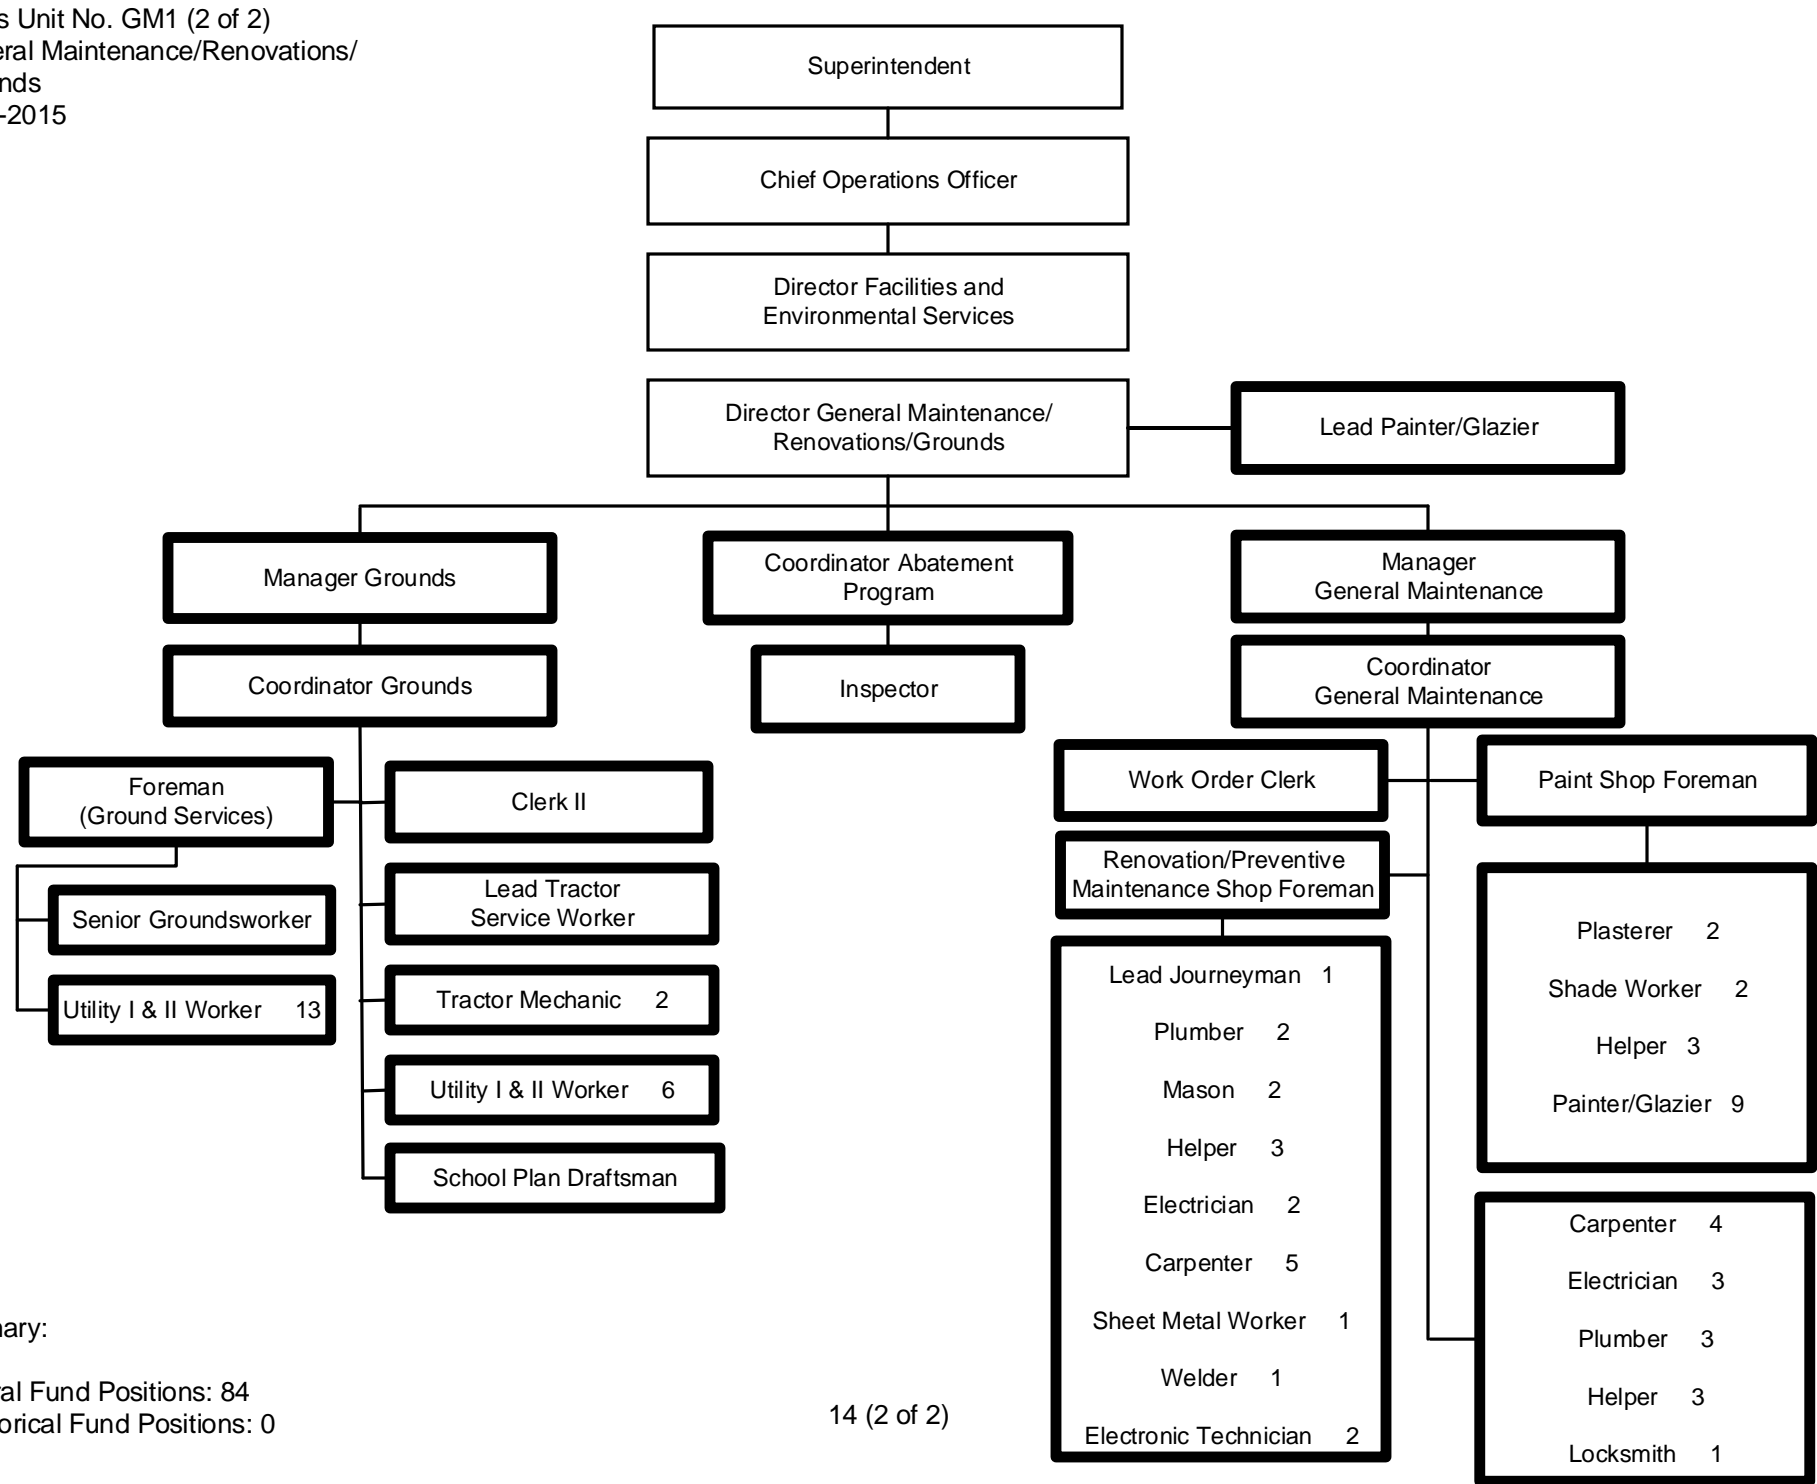 s Unit No. GM1 (2 of 2)
eral Maintenance/Renovations/
unds
-2015
Superintendent
Chief Operations Officer
Director Facilities and
Environmental Services
Director General Maintenance/
Renovations/Grounds
Lead Painter/Glazier
Manager Grounds
Coordinator Abatement
Program
Manager
General Maintenance
Coordinator Grounds
Inspector
Coordinator
General Maintenance
Foreman
(Ground Services)
Clerk II
Work Order Clerk
Paint Shop Foreman
Senior Groundsworker
Utility I & II Worker 13
Lead Tractor
Service Worker
Tractor Mechanic 2
Utility I & II Worker 6
School Plan Draftsman
Renovation/Preventive
Maintenance Shop Foreman
Lead Journeyman 1
Plumber 2
Mason 2
Helper 3
Electrician 2
Carpenter 5
Sheet Metal Worker 1
Welder 1
Electronic Technician 2
Plasterer 2
Shade Worker 2
Helper 3
Painter/Glazier 9
Carpenter 4
Electrician 3
Plumber 3
Helper 3
Locksmith 1
nary:
ral Fund Positions: 84
orical Fund Positions: 0
14 (2 of 2)